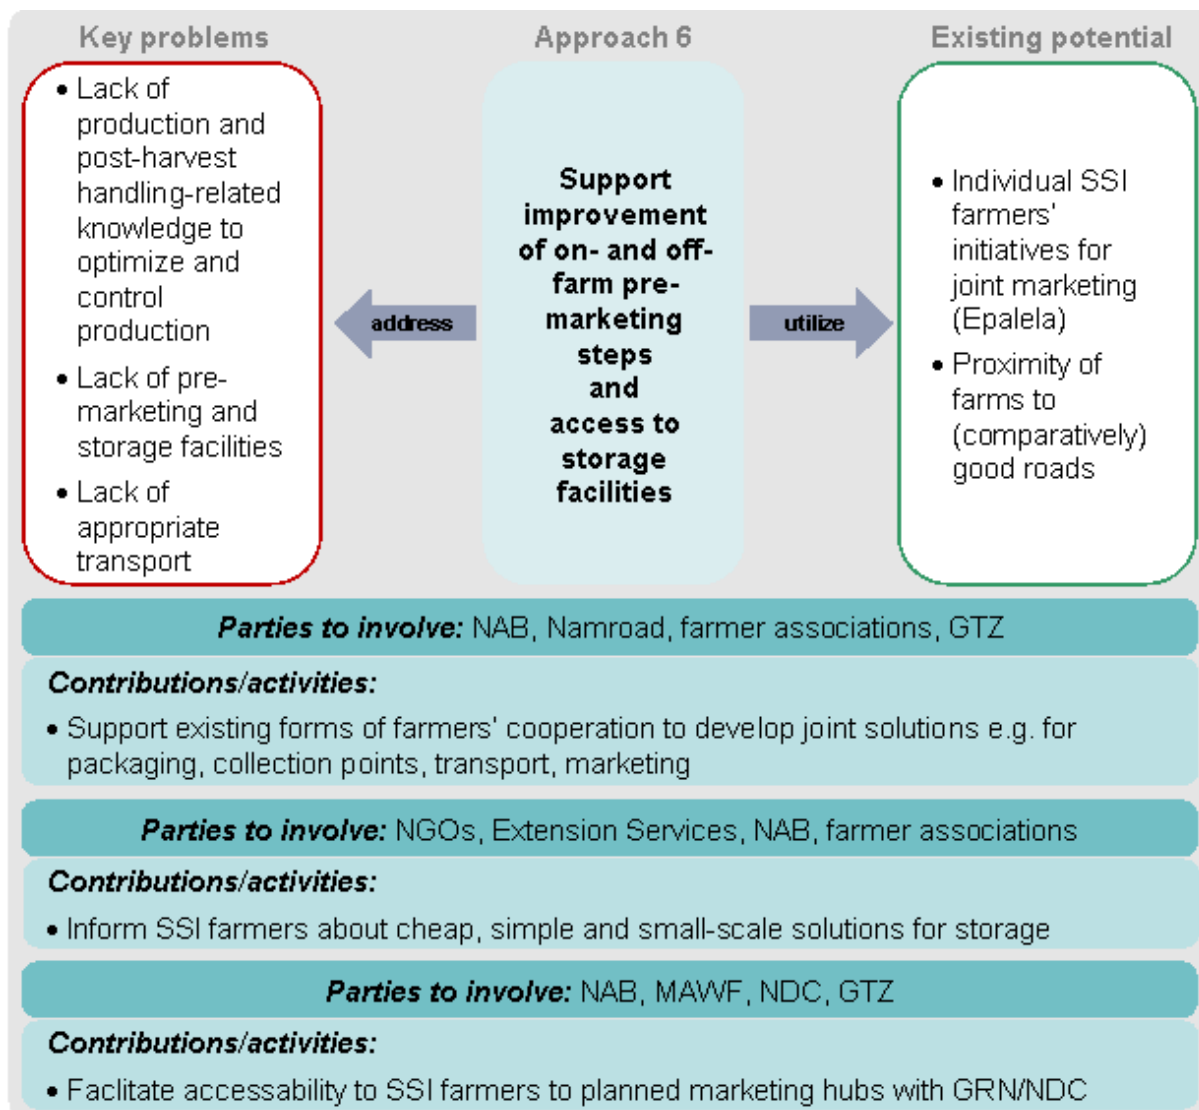 Key problems
• Lack of
production and
post-harvest
handling-related
knowledge to
optimize and
control
production
• Lack of pre-
marketing and
storage facilities
• Lack of
appropriate
transport
address
Approach 6
Support
improvement
of on- and off-
farm pre-
marketing
steps
and
access to
storage
facilities
utilize
Existing potential
• Individual SSI
farmers'
initiatives for
joint marketing
(Epalela)
• Proximity of
farms to
(comparatively)
good roads
Parties to involve: NAB, Namroad, farmer associations, GTZ
Contributions/activities:
• Support existing forms of farmers' cooperation to develop joint solutions e.g. for
packaging, collection points, transport, marketing
Parties to involve: NGOs, Extension Services, NAB, farmer associations
Contributions/activities:
• Inform SSI farmers about cheap, simple and small-scale solutions for storage
Parties to involve: NAB, MAWF, NDC, GTZ
Contributions/activities:
• Faclitate accessability to SSI farmers to planned marketing hubs with GRN/NDC